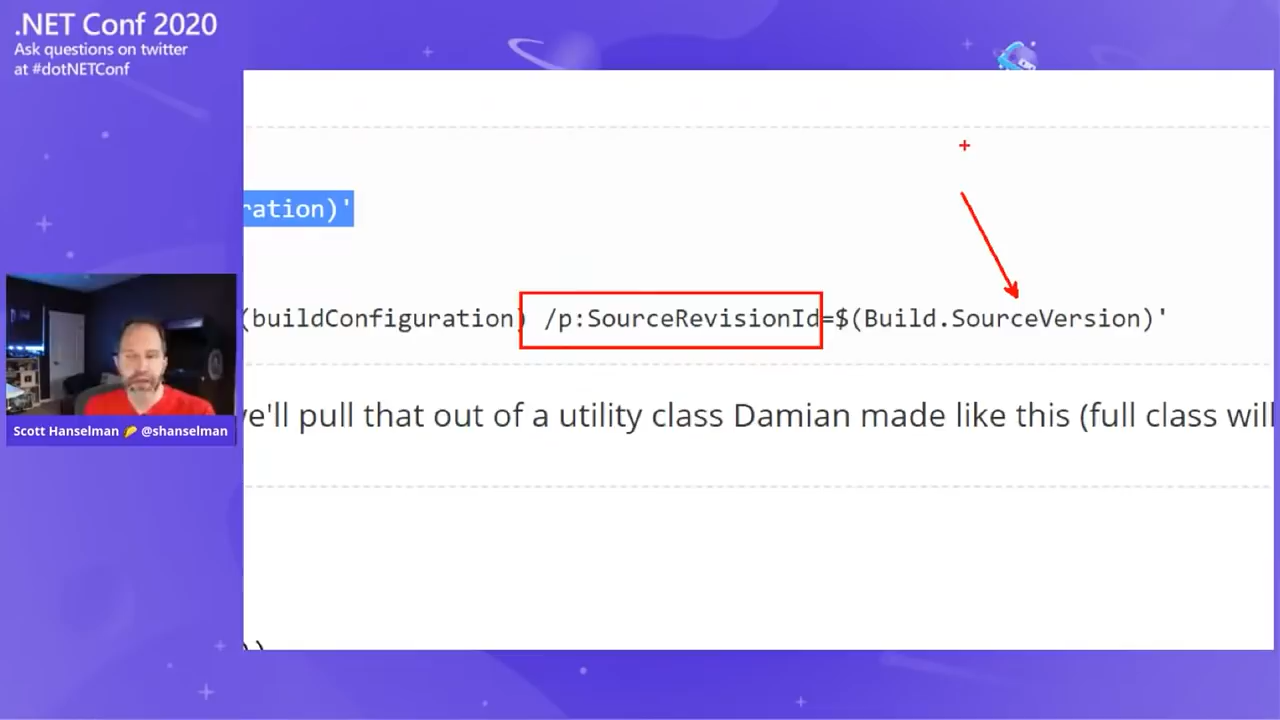 .NET Conf 2020
Ask questions on twitter
at #dotNETConf
ration)'
(buildConfiguration) /p:SourceRevisionId=$(Build.SourceVersion)'
we'll pull that out of a utility class Damian made like this (full class will
Scott Hanselman 🌮 @shanselman
))